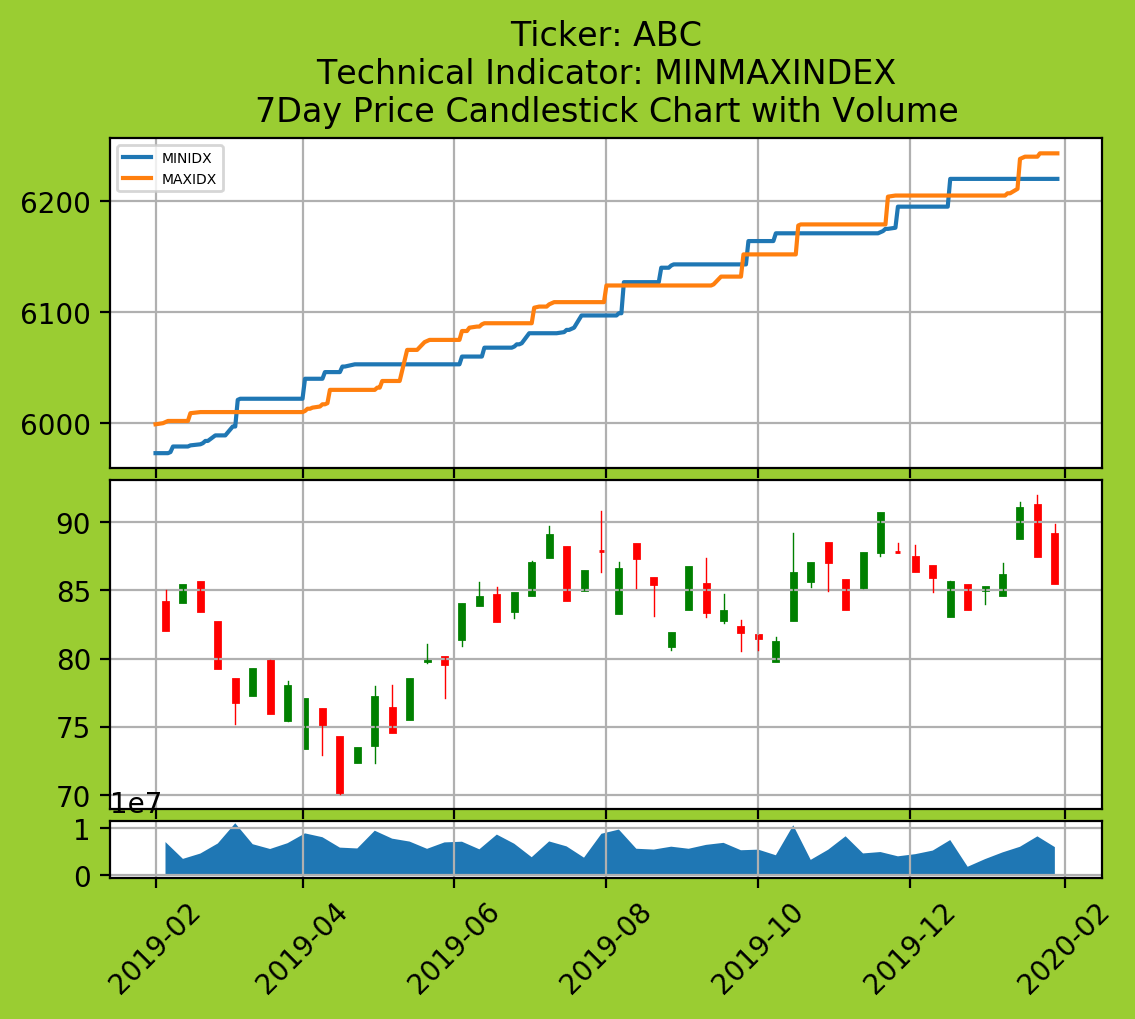 Ticker: ABC
Technical Indicator: MINMAXINDEX
7Day Price Candlestick Chart with Volume
MINIDX
MAXIDX
6200
6100
6000
90
85
80
75
70
1e7
1
0
2019-02
2019-04
2019-06
2019-08
2019-10
2019-12
2020-02